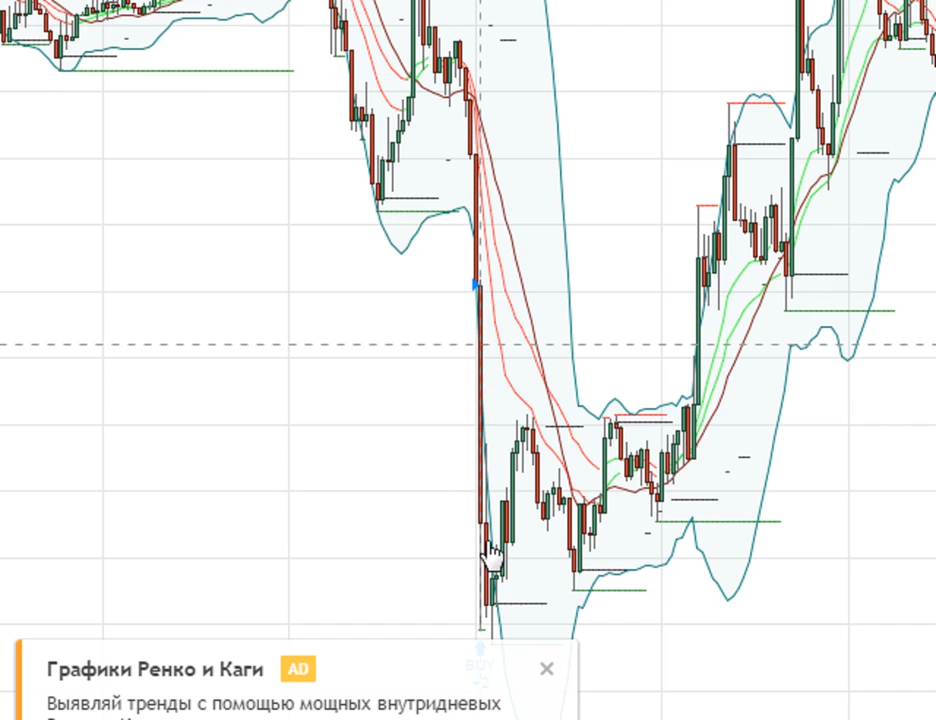 BUY
+2
Графики Ренко и Каги AD
Выявляй тренды с помощью мощных внутридневных